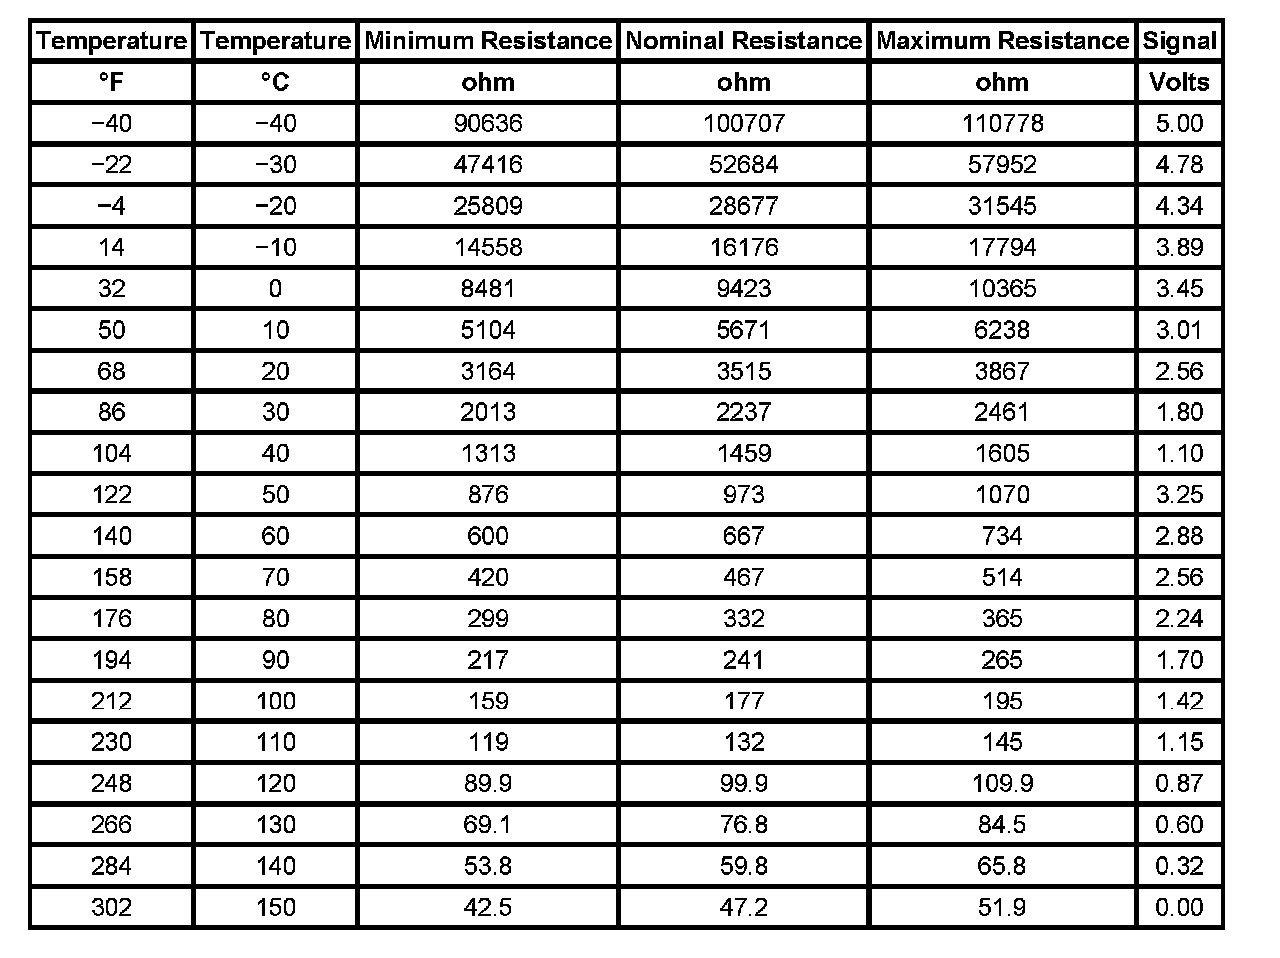 Temperature Temperature Minimum Resistance Nominal Resistance Maximum Resistance Signal
°F °C ohm ohm ohm Volts
−40 −40 90636 100707 110778 5.00
−22 −30 47416 52684 57952 4.78
−4 −20 25809 28677 31545 4.34
14 −10 14558 16176 17794 3.89
32 0 8481 9423 10365 3.45
50 10 5104 5671 6238 3.01
68 20 3164 3515 3867 2.56
86 30 2013 2237 2461 1.80
104 40 1313 1459 1605 1.10
122 50 876 973 1070 3.25
140 60 600 667 734 2.88
158 70 420 467 514 2.56
176 80 299 332 365 2.24
194 90 217 241 265 1.70
212 100 159 177 195 1.42
230 110 119 132 145 1.15
248 120 89.9 99.9 109.9 0.87
266 130 69.1 76.8 84.5 0.60
284 140 53.8 59.8 65.8 0.32
302 150 42.5 47.2 51.9 0.00